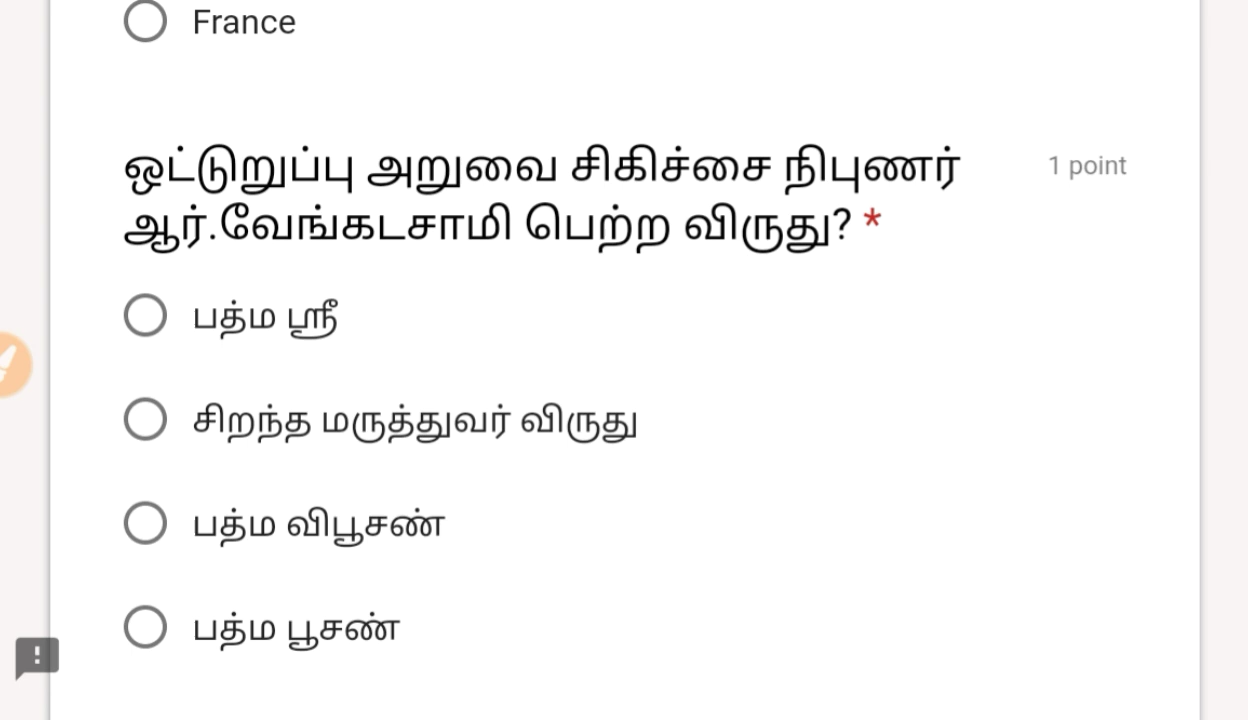 France
ஒட்டுறுப்பு அறுவை சிகிச்சை நிபுணர்
1 point
ஆர்.வேங்கடசாமி பெற்ற விருது? *
பத்ம ஸ்ரீ
சிறந்த மருத்துவர் விருது
பத்ம விபூசண்
பத்ம பூசண்